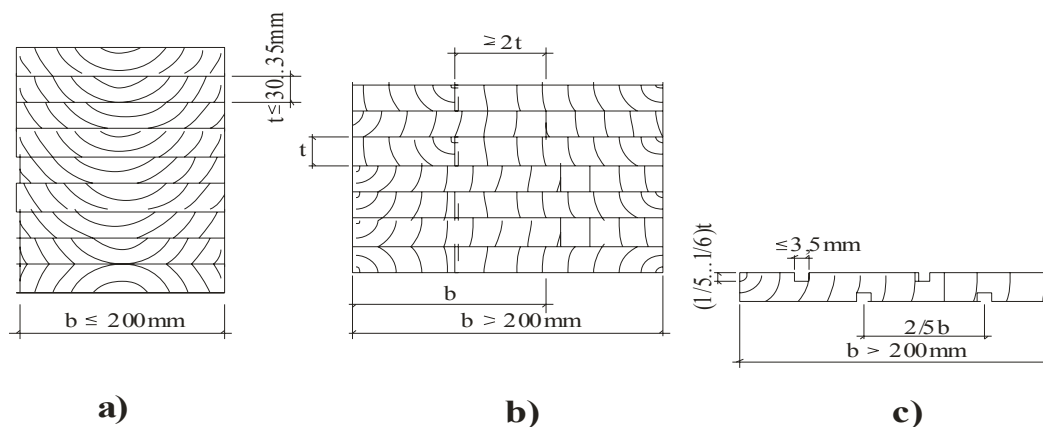 t ≤ 30..35mm
b ≤ 200mm
a)
≥ 2t
t
b
b > 200mm
b)
(1/5...1/6)t
≤3,5mm
2/5b
b > 200mm
c)